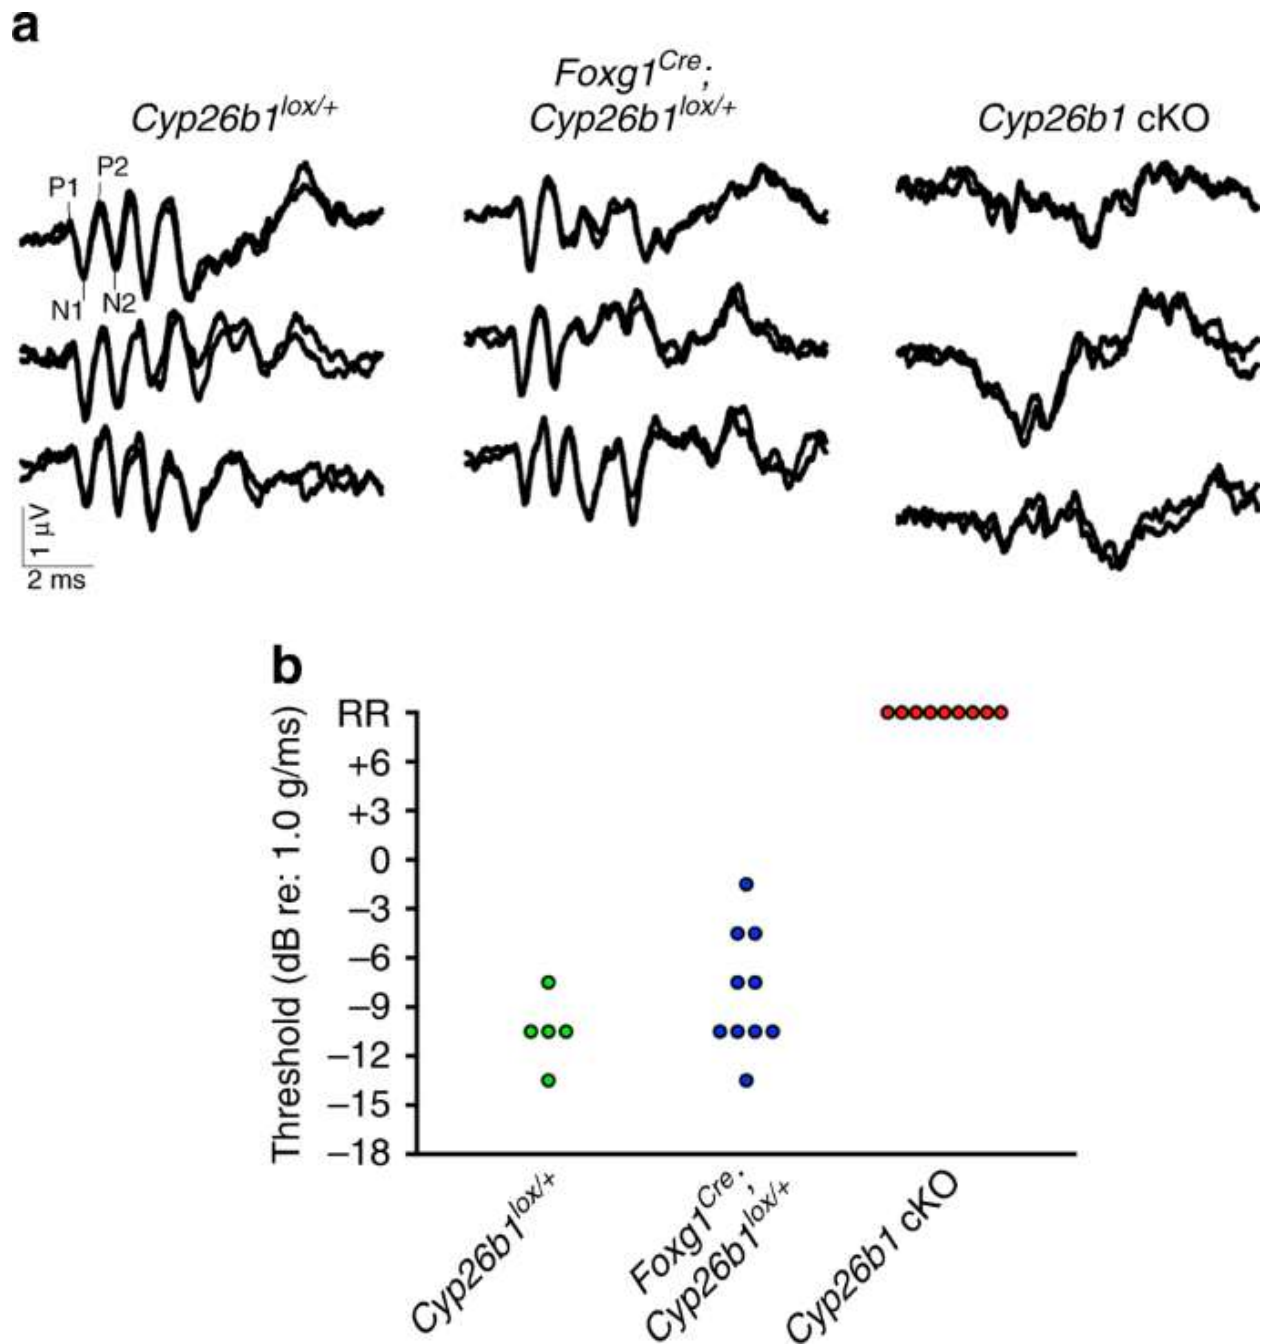 a
Cyp26b1lox/+
Foxg1Cre;
Cyp26b1lox/+
Cyp26b1 cKO
P1
P2
N1
N2
1 μV
2 ms
b
Threshold (dB re: 1.0 g/ms)
RR
+6
+3
0
−3
−6
−9
−12
−15
−18
Cyp26b1lox/+
Foxg1Cre;
Cyp26b1lox/+
Cyp26b1 cKO